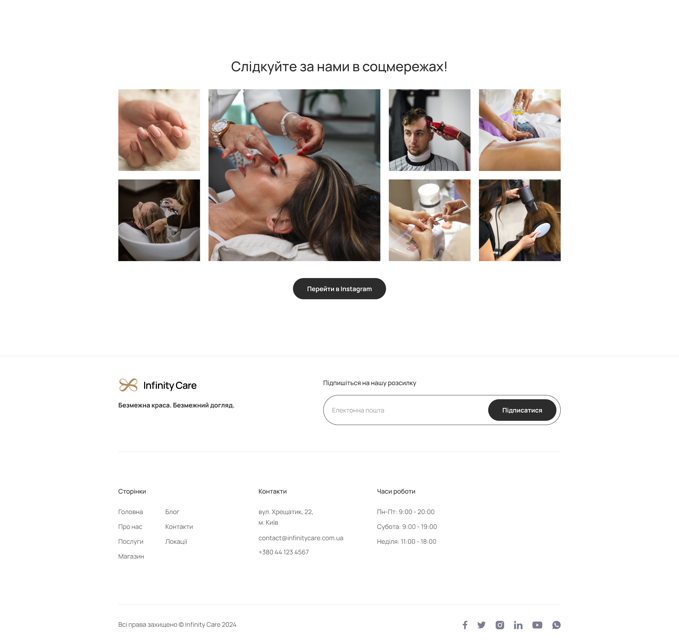 Слідкуйте за нами в соцмережах!
Перейти в Instagram
Infinity Care
Безмежна краса. Безмежний догляд.
Підпишіться на нашу розсилку
Електонна пошта
Підписатися
Сторінки
Головна
Про нас
Послуги
Магазин
Блог
Контакти
Локації
Контакти
вул. Хрещатик, 22,
м. Київ
contact@infinitycare.com.ua
+380 44 123 4567
Часи роботи
Пн-Пт: 9:00 - 20:00
Субота: 9:00 - 19:00
Неділя: 11:00 - 18:00
Всі права захищено © Infinity Care 2024